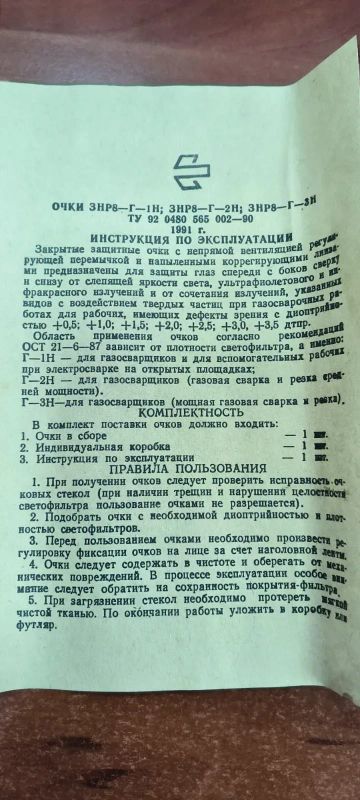 ОЧКИ ЗНР8—Г—1Н; ЗНР8—Г—2Н; ЗНР8—Г—3Н
ТУ 92 0480 565 002—90
1991 г.
ИНСТРУКЦИЯ ПО ЭКСПЛУАТАЦИИ
Закрытые защитные очки с непрямой вентиляцией регули-
рующей перемычкой и напыленными коррегирующими линза-
ми предназначены для защиты глаз спереди с боков сверху
и снизу от слепящей яркости света, ультрафиолетового и ин-
фракрасного излучений и от сочетания излучений, указанных
видов с воздействием твердых частиц при газосварочных ра-
ботах для рабочих, имеющих дефекты зрения с диоптрийно-
стью +0,5; +1,0; +1,5; +2,0; +2,5; +3,0, +3,5 дтпр.
Область применения очков согласно рекомендаций
ОСТ 21—6—87 зависит от плотности светофильтра, а именно:
Г—1Н — для газосварщиков и для вспомогательных рабочих
при электросварке на открытых площадках;
Г—2Н — для газосварщиков (газовая сварка и резка сред-
ней мощности).
Г—3Н—для газосварщиков (мощная газовая сварка и резка).
КОМПЛЕКТНОСТЬ
В комплект поставки очков должно входить:
1. Очки в сборе — 1 шт.
2. Индивидуальная коробка — 1 шт.
3. Инструкция по эксплуатации — 1 шт.
ПРАВИЛА ПОЛЬЗОВАНИЯ
1. При получении очков следует проверить исправность оч-
ковых стекол (при наличии трещин и нарушений целостности
светофильтра пользование очками не разрешается).
2. Подобрать очки с необходимой диоптрийностью и плот-
ностью светофильтров.
3. Перед пользованием очками необходимо произвести ре-
гулировку фиксации очков на лице за счет наголовной ленты.
4. Очки следует содержать в чистоте и оберегать от меха-
нических повреждений. В процессе эксплуатации особое вни-
мание следует обратить на сохранность покрытия-фильтра.
5. При загрязнении стекол необходимо протереть мягкой
чистой тканью. По окончании работы уложить в коробку или
футляр.